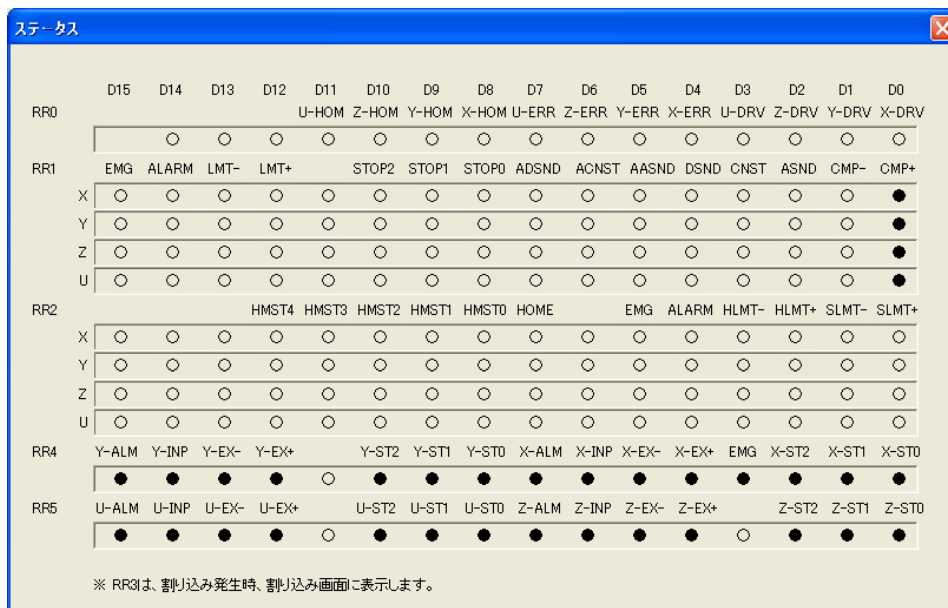 ステータス
D15 D14 D13 D12 D11 D10 D9 D8 D7 D6 D5 D4 D3 D2 D1 D0
RR0 U-HOM Z-HOM Y-HOM X-HOM U-ERR Z-ERR Y-ERR X-ERR U-DRV Z-DRV Y-DRV X-DRV
RR1 EMG ALARM LMT- LMT+ STOP2 STOP1 STOP0 ADSND ACNST AASND DSND CNST ASND CMP- CMP+
X
Y
Z
U
RR2 HMST4 HMST3 HMST2 HMST1 HMST0 HOME EMG ALARM HLMT- HLMT+ SLMT- SLMT+
X
Y
Z
U
RR4 Y-ALM Y-INP Y-EX- Y-EX+ Y-ST2 Y-ST1 Y-ST0 X-ALM X-INP X-EX- X-EX+ EMG X-ST2 X-ST1 X-ST0
RR5 U-ALM U-INP U-EX- U-EX+ U-ST2 U-ST1 U-ST0 Z-ALM Z-INP Z-EX- Z-EX+ Z-ST2 Z-ST1 Z-ST0
※ RR3は、割り込み発生時、割り込み画面に表示します。